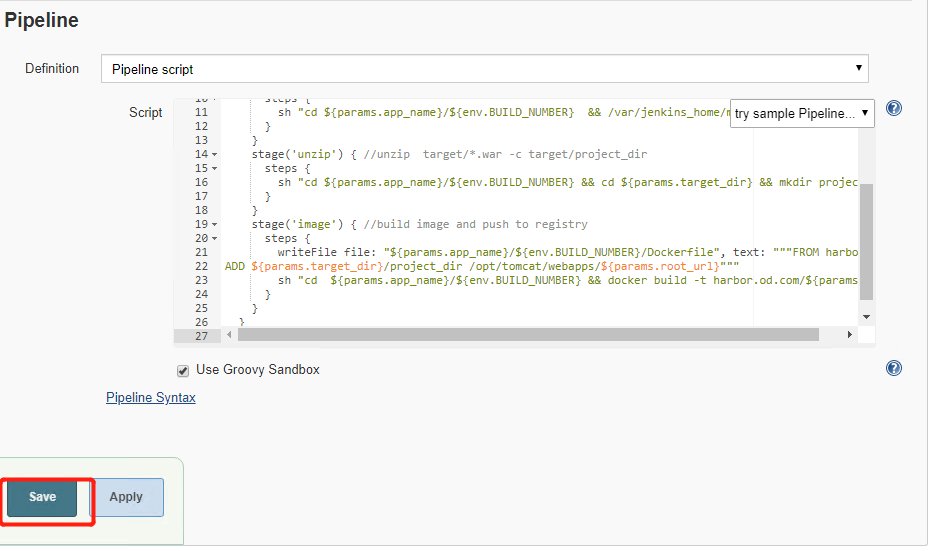 Pipeline
Definition
Pipeline script
Script
try sample Pipeline...
10 steps {
11 sh "cd ${params.app_name}/${env.BUILD_NUMBER}  && /var/jenkins_home/
12 }
13 }
14 stage('unzip') { //unzip  target/*.war -c target/project_dir
15 steps {
16 sh "cd ${params.app_name}/${env.BUILD_NUMBER} && cd ${params.target_dir} && mkdir projec
17 }
18 }
19 stage('image') { //build image and push to registry
20 steps {
21 writeFile file: "${params.app_name}/${env.BUILD_NUMBER}/Dockerfile", text: """FROM harbo
22 ADD ${params.target_dir}/project_dir /opt/tomcat/webapps/${params.root_url}"""
23 sh "cd  ${params.app_name}/${env.BUILD_NUMBER} && docker build -t harbor.od.com/${params
24 }
25 }
26 }
27
Use Groovy Sandbox
Pipeline Syntax
Save
Apply